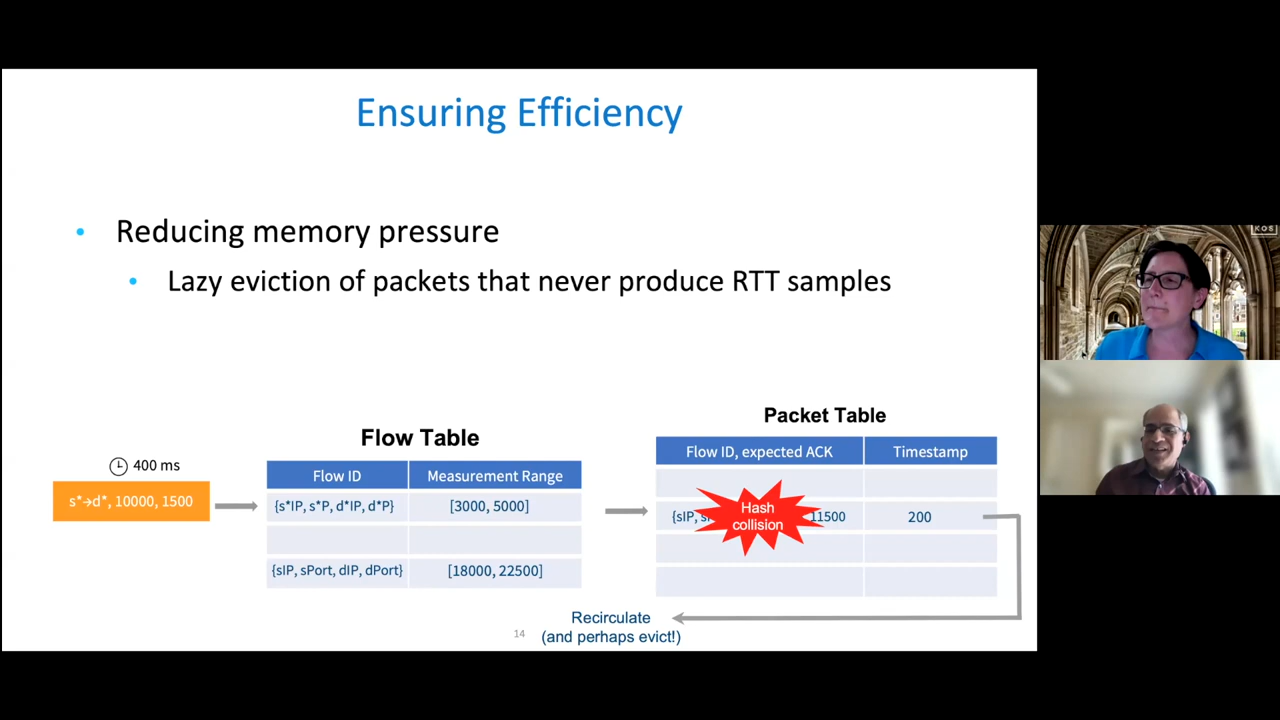 Ensuring Efficiency
• Reducing memory pressure
• Lazy eviction of packets that never produce RTT samples
400 ms
s*→d*, 10000, 1500
Flow Table
Flow ID Measurement Range
{s*IP, s*P, d*IP, d*P} [3000, 5000]
{sIP, sPort, dIP, dPort} [18000, 22500]
Packet Table
Flow ID, expected ACK Timestamp
{sIP, 11500 200
Hash
collision
Recirculate
(and perhaps evict!)
14
KOS